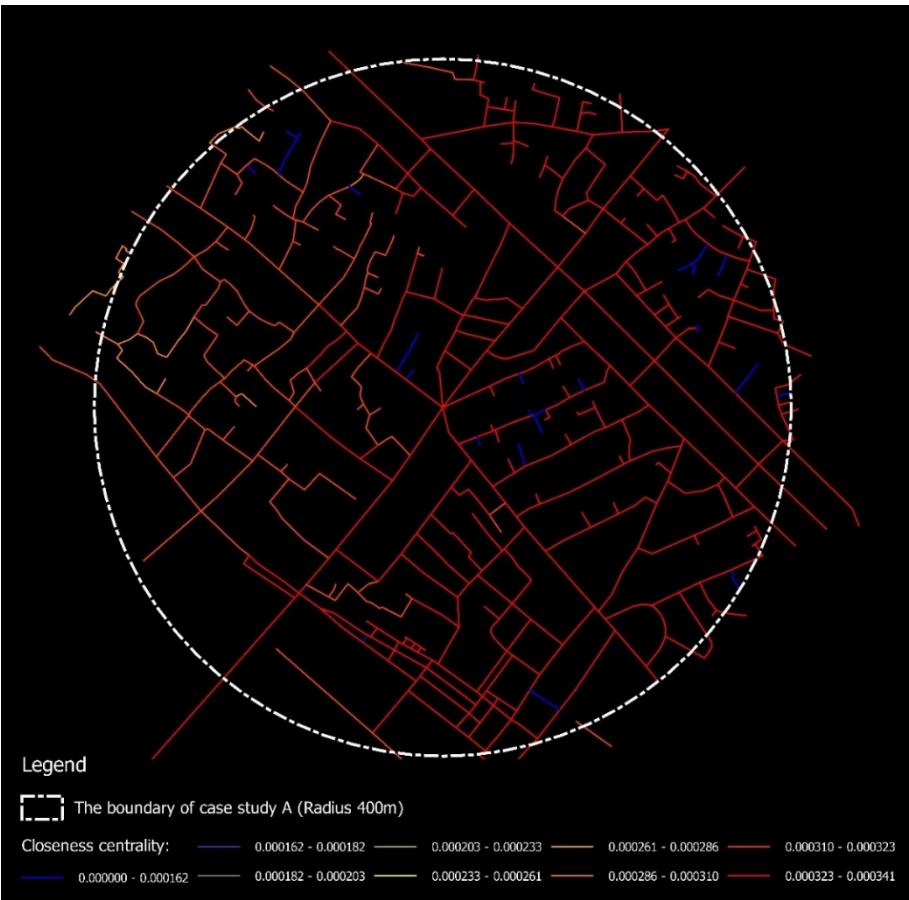 Legend
The boundary of case study A (Radius 400m)
Closeness centrality:
0.000162 - 0.000182
0.000203 - 0.000233
0.000261 - 0.000286
0.000310 - 0.000323
0.000000 - 0.000162
0.000182 - 0.000203
0.000233 - 0.000261
0.000286 - 0.000310
0.000323 - 0.000341